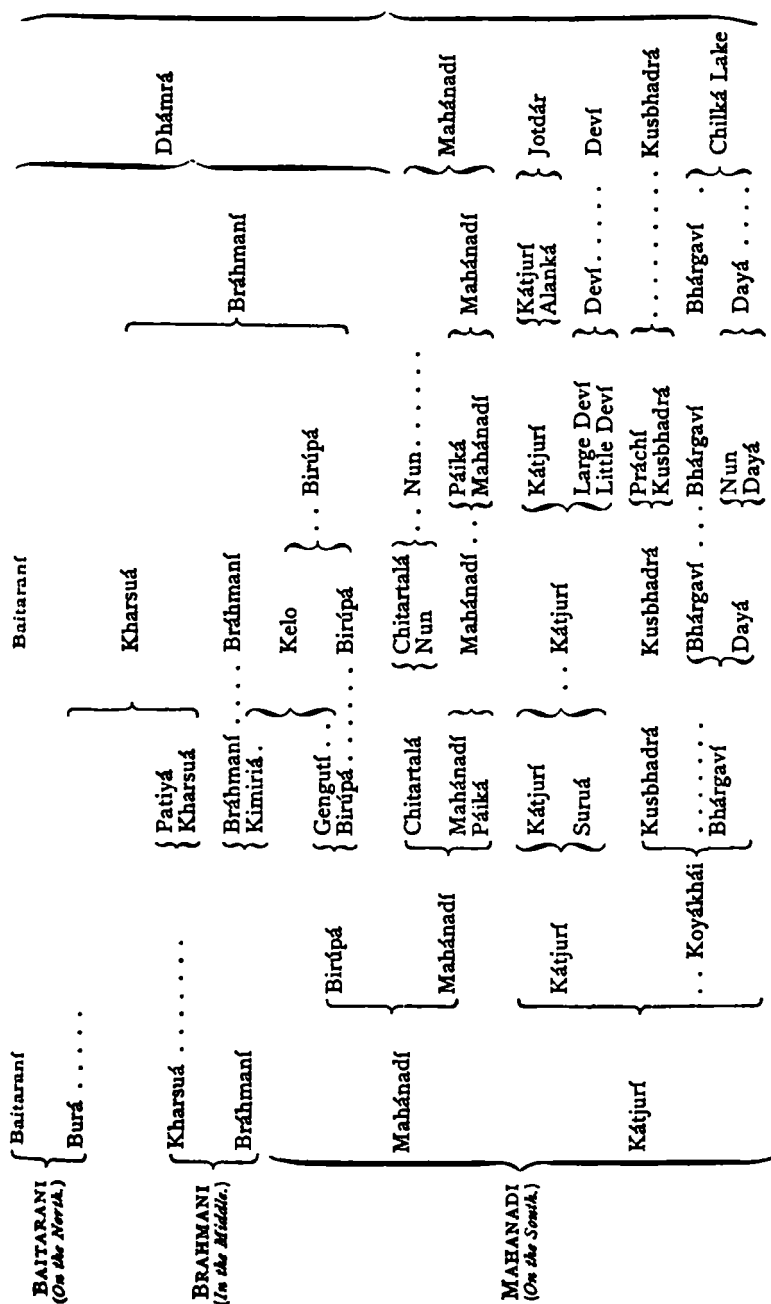 Baitaraní Baitaraní
BAITARANI
(On the North.)
Burá . . . . .
Kharsuá
Patiyá Dhámrá
Kharsuá . . . . . . .
Kharsuá
BRAHMANI
(In the Middle.)
Bráhmaní Bráhmaní . . . . Bráhmaní Bráhmaní
Kimiriá .
Kelo
Gengutí . . . . Birúpá
Birúpá Birúpá . . . . . . Birúpá
Mahánadí Chitartalá Chitartalá . . Nun . . . . . .
Nun
Mahánadí Mahánadí Mahánadí . . Páiká Mahánadí Mahánadí
Páiká Mahánadí
MAHANADI
(On the South.)
Kátjurí Kátjurí Kátjurí Kátjurí Jotdár
Alanká
. . Kátjurí
Suruá Large Deví Deví . . . . . Deví
Little Deví
Kátjurí Kusbhadrá Kusbhadrá Práchí . . . . . . . . . . Kusbhadrá
Kusbhadrá
. . Koyákhái . . . . . . . Bhárgaví . . . Bhárgaví Bhárgaví .
Bhárgaví Chilká Lake
Dayá Nun Dayá . . . . .
Dayá